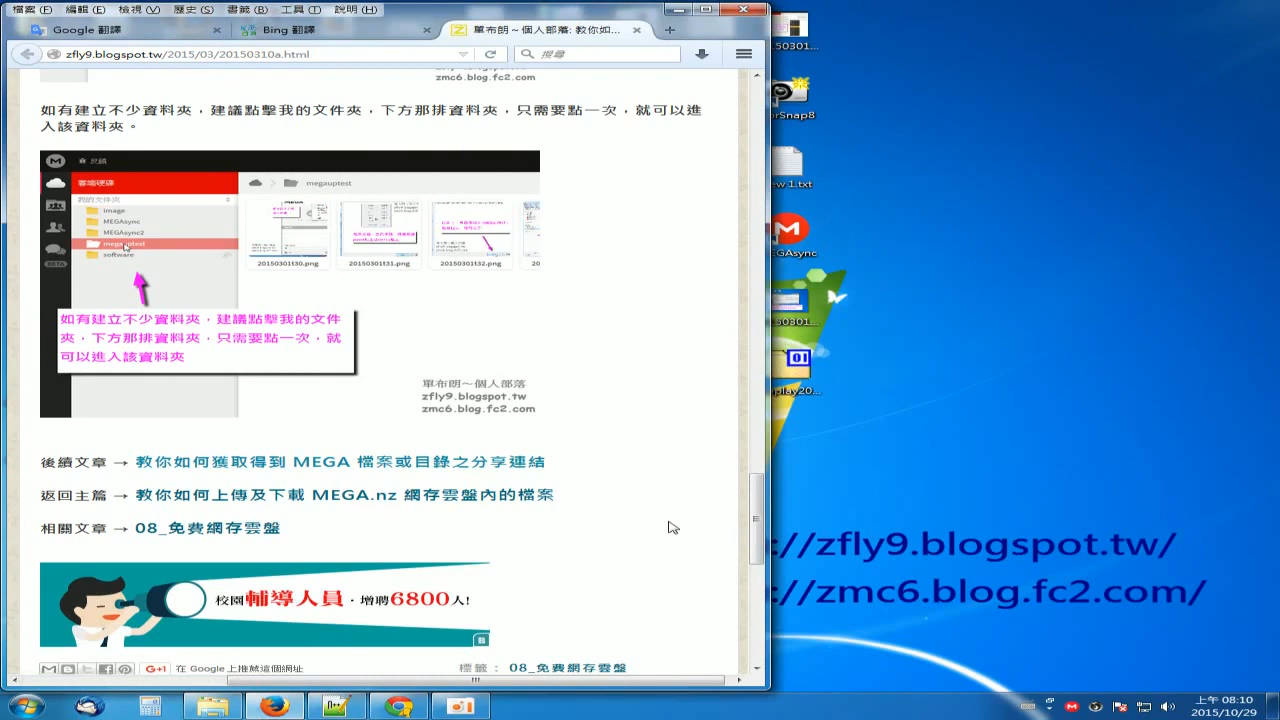 檔案(F) 編輯(E) 檢視(V) 歷史(S) 書籤(B) 工具(T) 說明(H)
Google 翻譯
Bing 翻譯
單布朗～個人部落: 教你如...
zfly9.blogspot.tw/2015/03/20150310a.html
搜尋
zmc6.blog.fc2.com
如有建立不少資料夾，建議點擊我的文件夾，下方那排資料夾，只需要點一次，就可以進
入該資料夾。
雲端硬碟
megauptest
我的文件夾
image
MEGAsync
MEGAsync2
megauptest
software
BETA
20150301t30.png
20150301t31.png
20150301t32.png
如有建立不少資料夾，建議點擊我的文件
夾，下方那排資料夾，只需要點一次，就
可以進入該資料夾
單布朗～個人部落
zfly9.blogspot.tw
zmc6.blog.fc2.com
後續文章 → 教你如何獲取得到 MEGA 檔案或目錄之分享連結
返回主篇 → 教你如何上傳及下載 MEGA.nz 網存雲盤內的檔案
相關文章 → 08_免費網存雲盤
校園輔導人員，增聘6800人!
G+1 在 Google 上推薦這個網址
標籤： 08_免費網存雲盤
150301...
orSnap8
ew 1.txt
EGAsync
50301...
01
nplay20...
://zfly9.blogspot.tw/
://zmc6.blog.fc2.com/
上午 08:10
2015/10/29